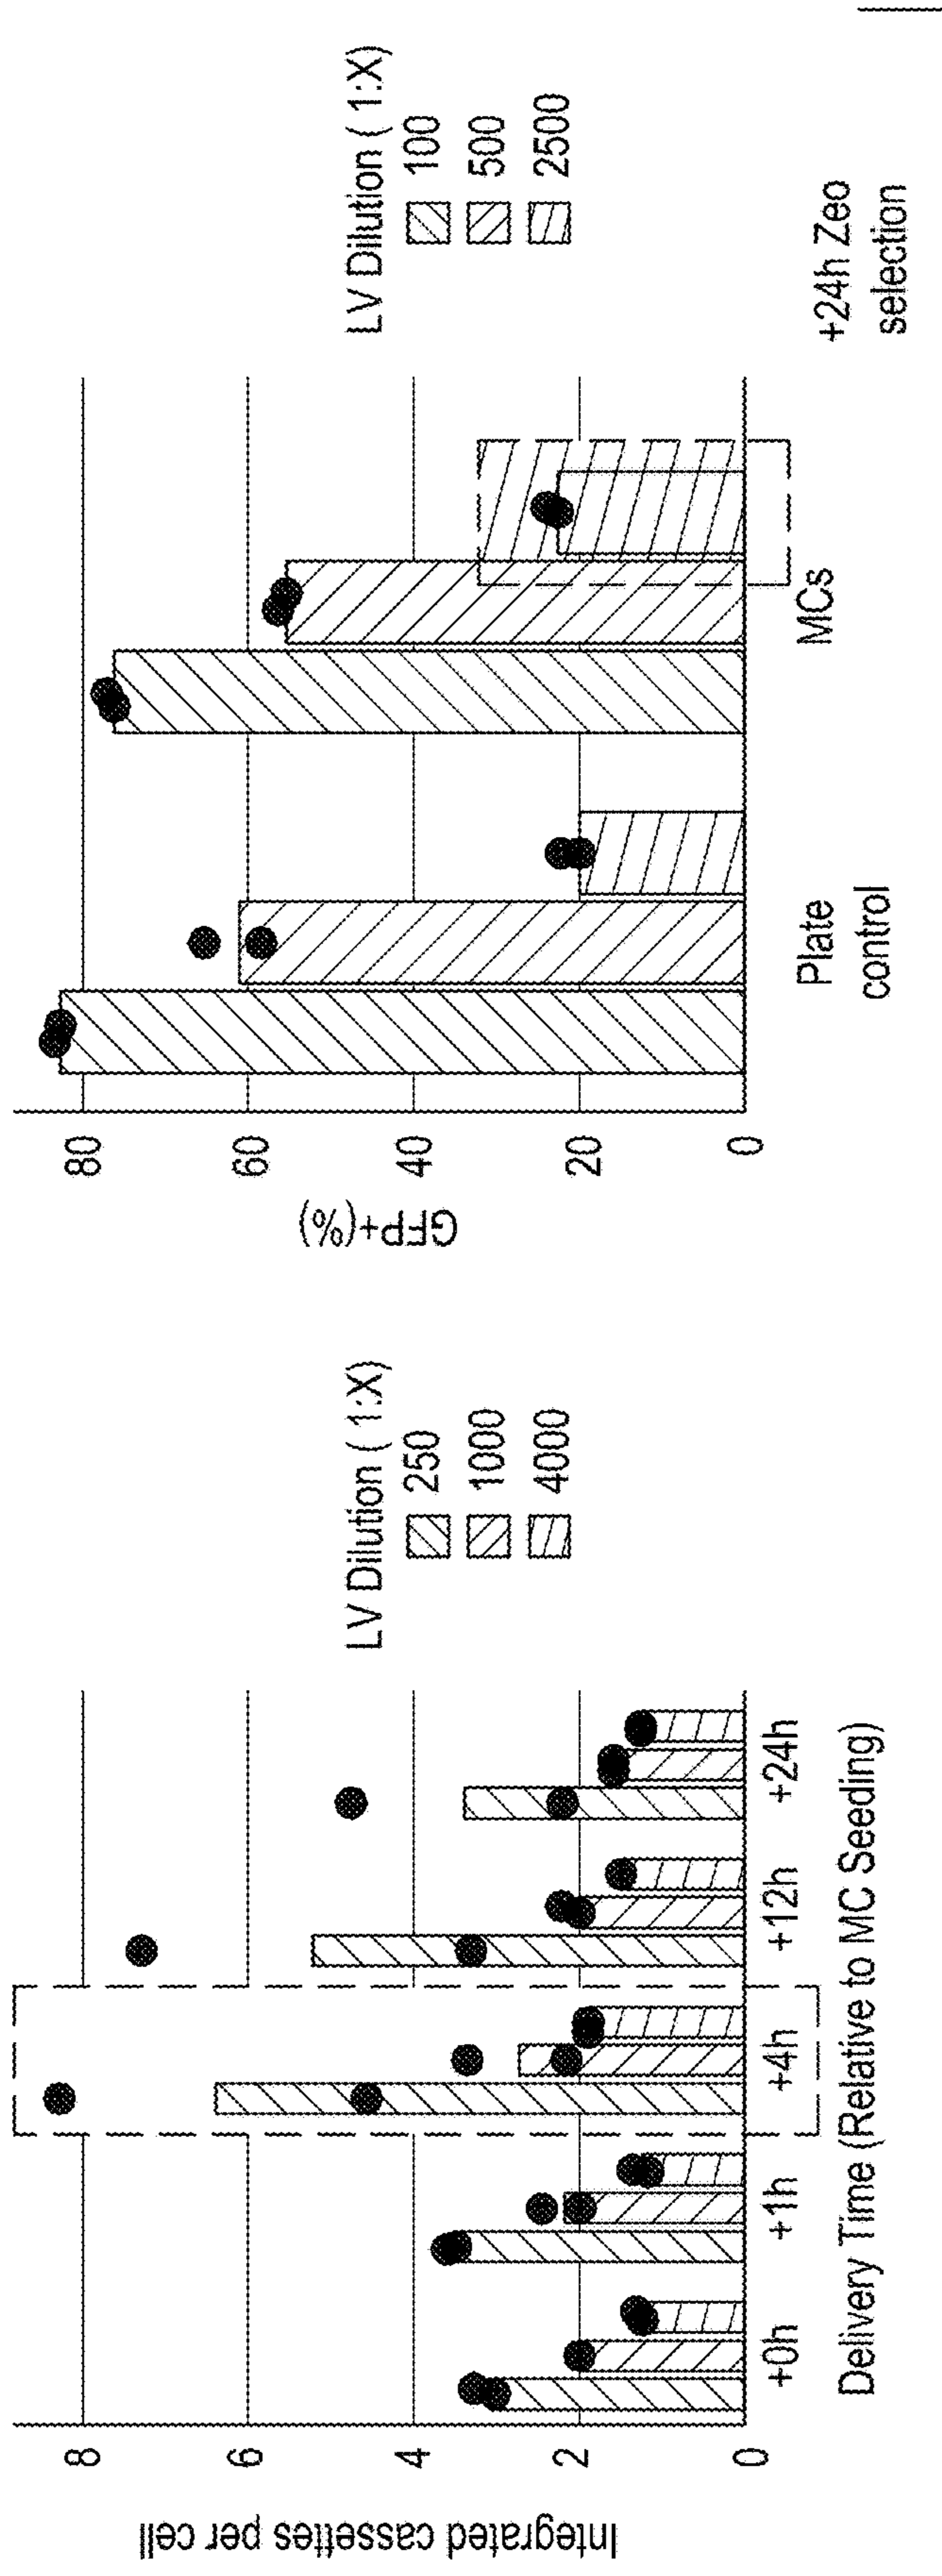 Integrated cassettes per cell
8
6
4
2
0
+0h
+1h
+4h
+12h
+24h
Delivery Time (Relative to MC Seeding)
LV Dilution ( 1:X)
250
1000
4000
GFP+(%)
80
60
40
20
0
Plate
control
MCs
LV Dilution ( 1:X)
100
500
2500
+24h Zeo
selection